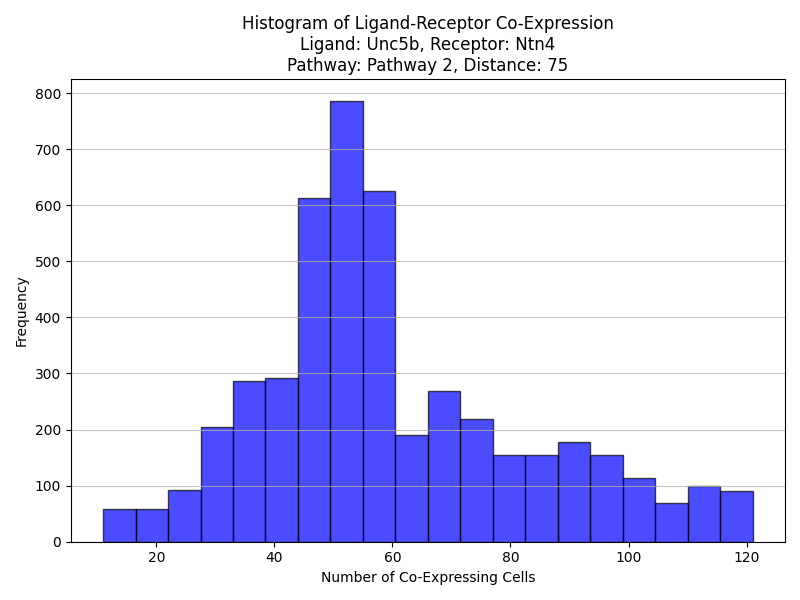 Histogram of Ligand-Receptor Co-Expression
Ligand: Unc5b, Receptor: Ntn4
Pathway: Pathway 2, Distance: 75
800
700
600
500
400
300
200
100
0
Frequency
20 40 60 80 100 120
Number of Co-Expressing Cells